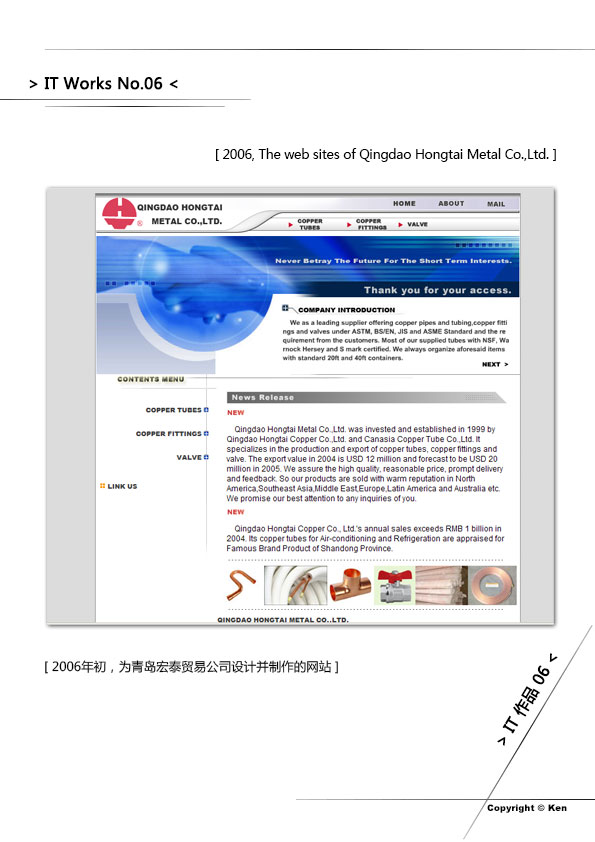 > IT Works No.06 <
[ 2006, The web sites of Qingdao Hongtai Metal Co.,Ltd. ]
QINGDAO HONGTAI
® METAL CO.,LTD.
HOME ABOUT MAIL
COPPER TUBES
COPPER FITTINGS
VALVE
Never Betray The Future For The Short Term Interests.
Thank you for your access.
COMPANY INTRODUCTION
We as a leading supplier offering copper pipes and tubing,copper fitti
ngs and valves under ASTM, BS/EN, JIS and ASME Standard and the re
quirement from the customers. Most of our supplied tubes with NSF, Wa
rnock Hersey and S mark certified. We always organize aforesaid items
with standard 20ft and 40ft containers.
NEXT >
CONTENTS MENU
COPPER TUBES
COPPER FITTINGS
VALVE
LINK US
News Release
NEW
Qingdao Hongtai Metal Co.,Ltd. was invested and established in 1999 by
Qingdao Hongtai Copper Co.,Ltd. and Canasia Copper Tube Co.,Ltd. It
specializes in the production and export of copper tubes, copper fittings and
valve. The export value in 2004 is USD 12 million and forecast to be USD 20
million in 2005. We assure the high quality, reasonable price, prompt delivery
and feedback. So our products are sold with warm reputation in North
America,Southeast Asia,Middle East,Europe,Latin America and Australia etc.
We promise our best attention to any inquiries of you.
NEW
Qingdao Hongtai Copper Co., Ltd.'s annual sales exceeds RMB 1 billion in
2004. Its copper tubes for Air-conditioning and Refrigeration are appraised for
Famous Brand Product of Shandong Province.
QINGDAO HONGTAI METAL CO.,LTD.
[ 2006年初，为青岛宏泰贸易公司设计并制作的网站 ]
> IT 作品 06 <
Copyright © Ken